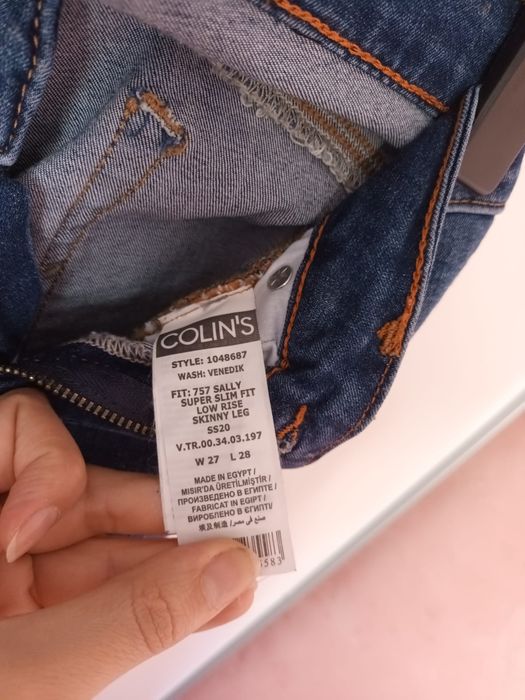 COLIN'S
STYLE: 1048687
WASH: VENEDIK
FIT: 757 SALLY
SUPER SLIM FIT
LOW RISE
SKINNY LEG
SS20
V.TR.00.34.03.197
W 27 L 28
MADE IN EGYPT /
MISIR'DA ÜRETİLMİŞTİR /
ПРОИЗВЕДЕНО В ЕГИПТЕ /
FABRICAT IN EGIPT /
ВИРОБЛЕНО В ЄГИПТІ /
埃及制造 / صنع في مصر